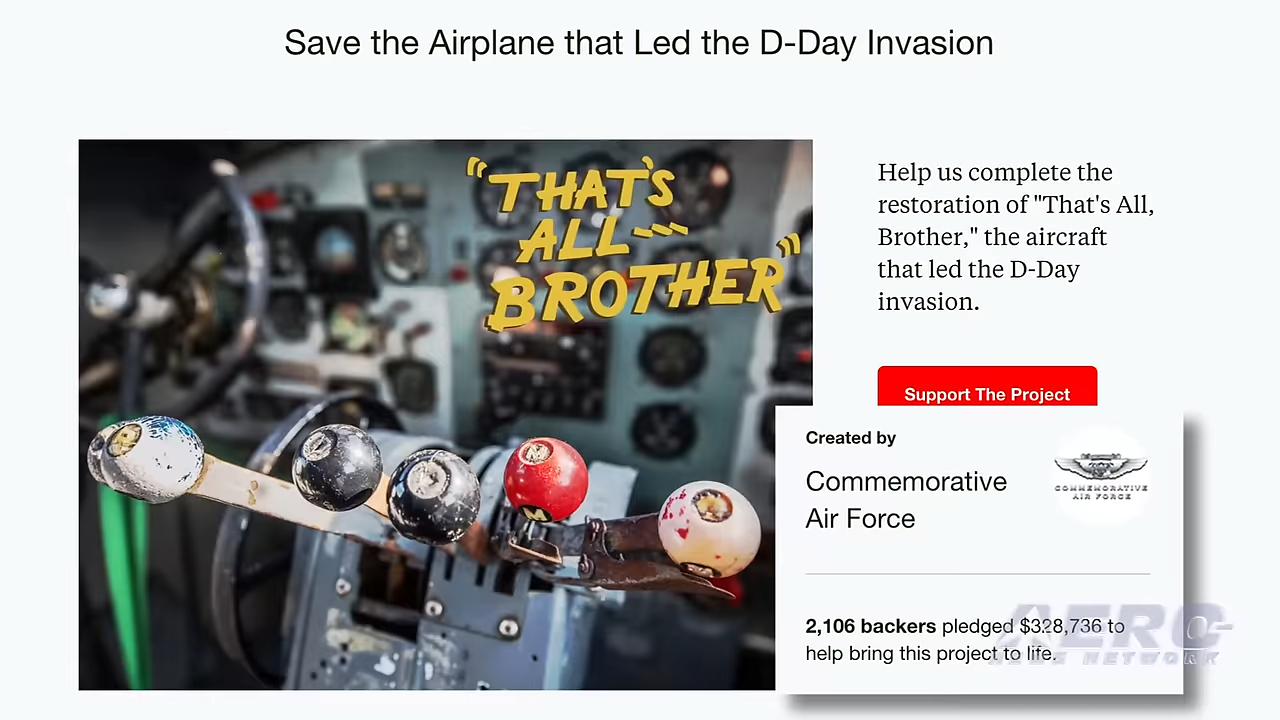 Save the Airplane that Led the D-Day Invasion
"THAT'S
ALL---
BROTHER"
Help us complete the
restoration of "That's All,
Brother," the aircraft
that led the D-Day
invasion.
Support The Project
Created by
Commemorative
Air Force
COMMEMORATIVE
AIR FORCE
2,106 backers pledged $328,736 to
help bring this project to life.
AERO
NEWS NETWORK